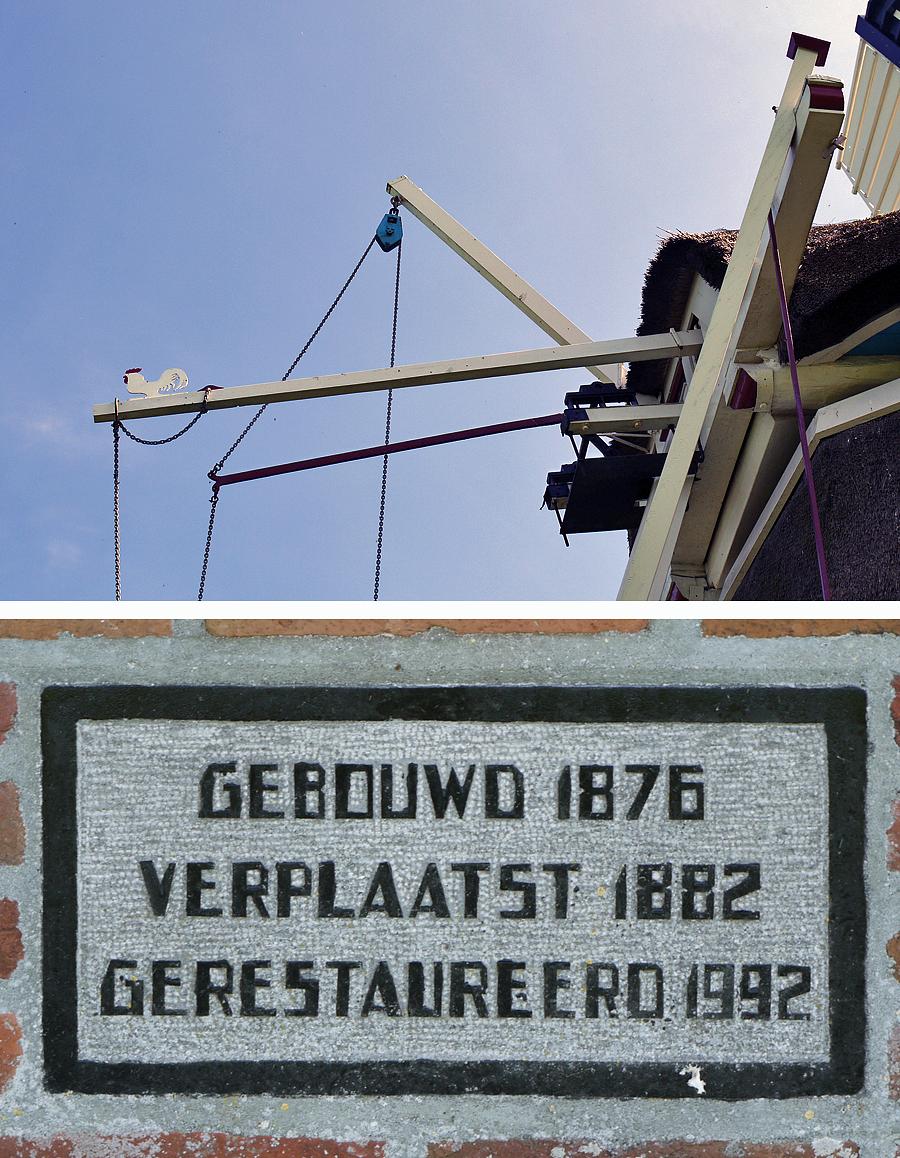 GEBOUWD 1876
VERPLAATST 1882
GERESTAUREERD 1992